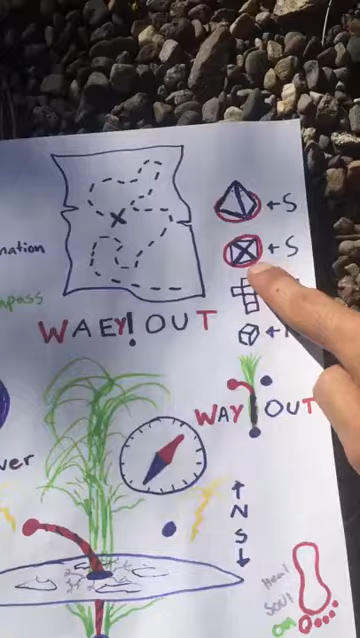 ←S
nation
←S
pass
WAEY! OUT
←
WAY OUT
ver
↑
N
S
↓
Heal
SOUL